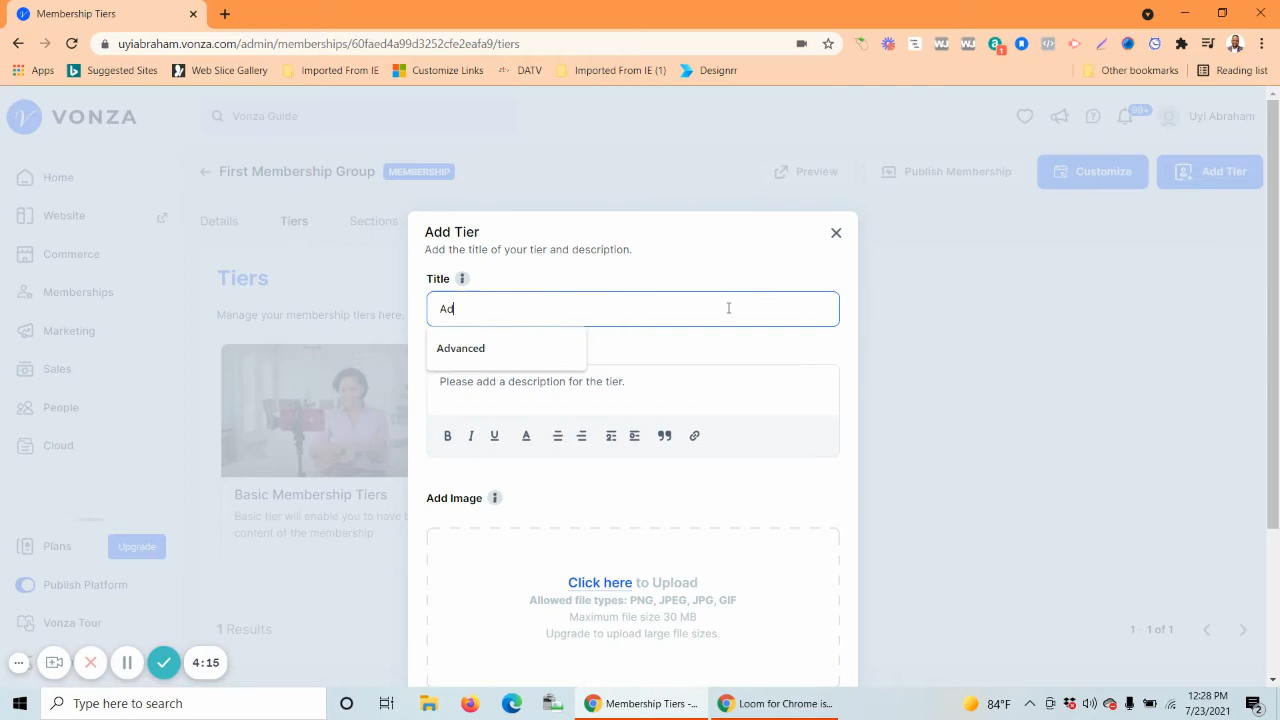 Membership Tiers
uyiabraham.vonza.com/admin/memberships/60faed4a99d3252cfe2eafa9/tiers
Apps
Suggested Sites
Web Slice Gallery
Imported From IE
Customize Links
DATV
Imported From IE (1)
Designrr
Other bookmarks
Reading list
VONZA
Vonza Guide
99+
Uyi Abraham
Home
Website
Commerce
Memberships
Marketing
Sales
People
Cloud
Plans
Upgrade
Publish Platform
Vonza Tour
First Membership Group
MEMBERSHIP
Preview
Publish Membership
Customize
Add Tier
Details
Tiers
Sections
Tiers
Manage your membership tiers here.
Basic Membership Tiers
Basic tier will enable you to have
content of the membership
1 Results
1 - 1 of 1
Add Tier
Add the title of your tier and description.
Title
Ad
Advanced
Please add a description for the tier.
B I U A
Add Image
Click here to Upload
Allowed file types: PNG, JPEG, JPG, GIF
Maximum file size 30 MB
Upgrade to upload large file sizes.
4:15
Type here to search
Membership Tiers -...
Loom for Chrome is...
84°F
12:28 PM
7/23/2021
2